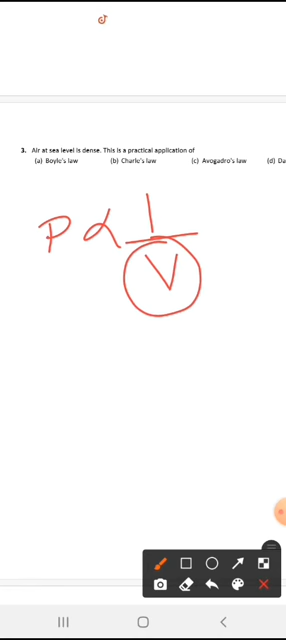 3. Air at sea level is dense. This is a practical application of
(a) Boyle's law (b) Charle's law (c) Avogadro's law (d) Da
P ∝ 1/V